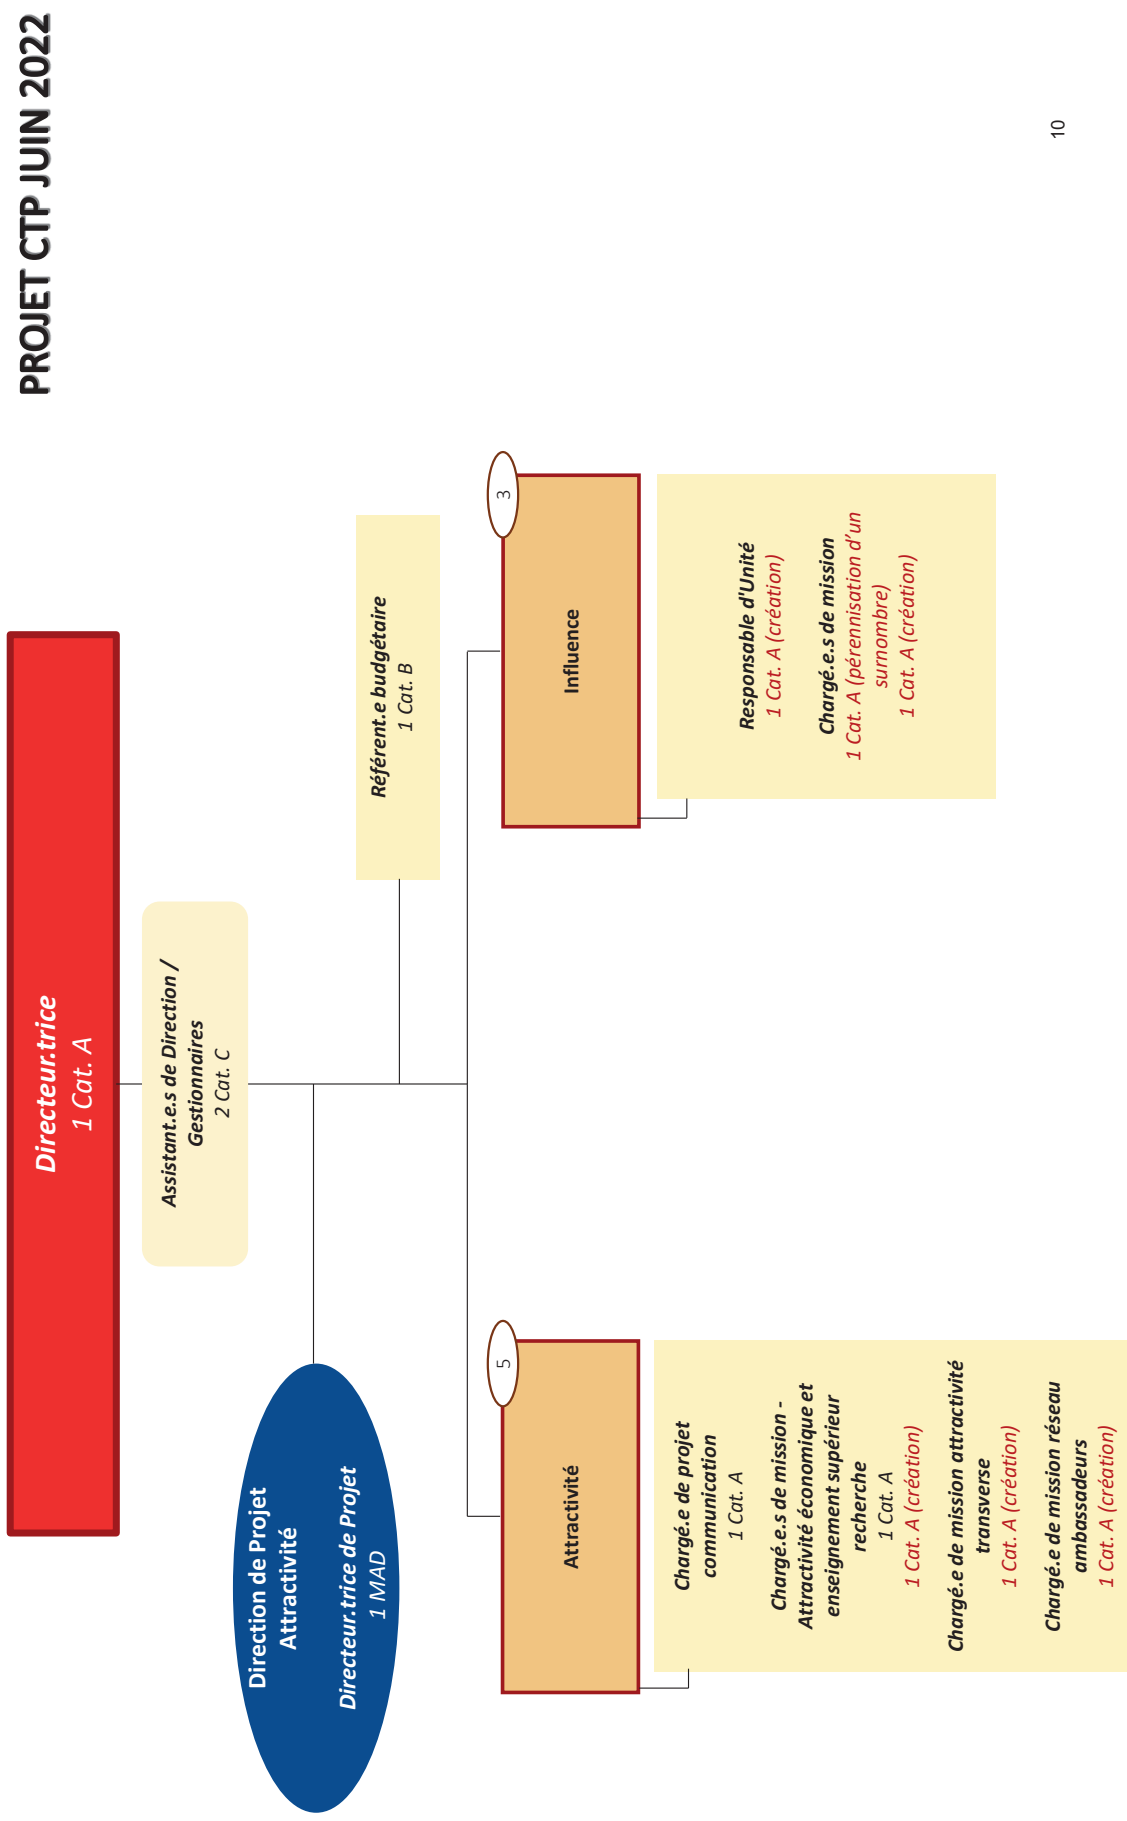 PROJET CTP JUIN 2022
Directeur.trice
1 Cat. A
Assistant.e.s de Direction /
Gestionnaires
2 Cat. C
Direction de Projet
Attractivité
Directeur.trice de Projet
1 MAD
Référent.e budgétaire
1 Cat. B
5
Attractivité
Chargé.e de projet
communication
1 Cat. A
Chargé.e.s de mission -
Attractivité économique et
enseignement supérieur
recherche
1 Cat. A
1 Cat. A (création)
Chargé.e de mission attractivité
transverse
1 Cat. A (création)
Chargé.e de mission réseau
ambassadeurs
1 Cat. A (création)
3
Influence
Responsable d'Unité
1 Cat. A (création)
Chargé.e.s de mission
1 Cat. A (pérennisation d’un
surnombre)
1 Cat. A (création)
10